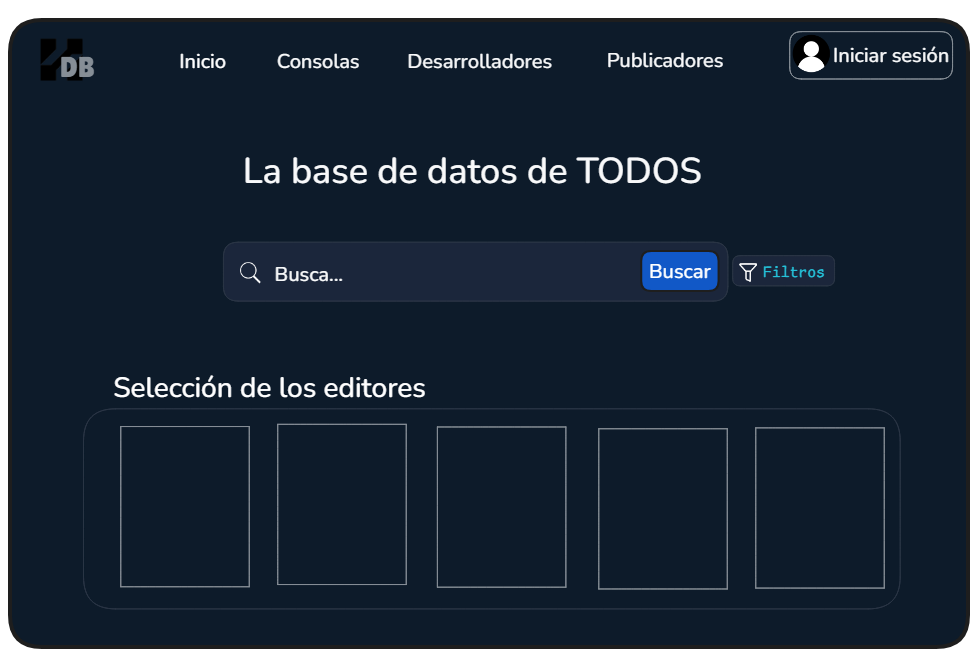 DB
Inicio Consolas Desarrolladores Publicadores Iniciar sesión
La base de datos de TODOS
Busca... Buscar Filtros
Selección de los editores